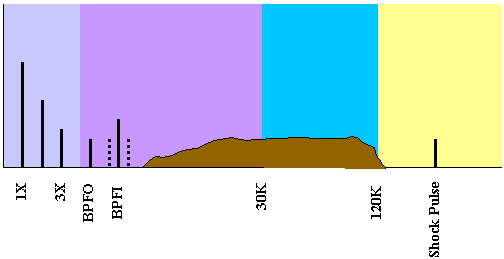 1X
3X
BPFO
BPFI
30K
120K
Shock Pulse